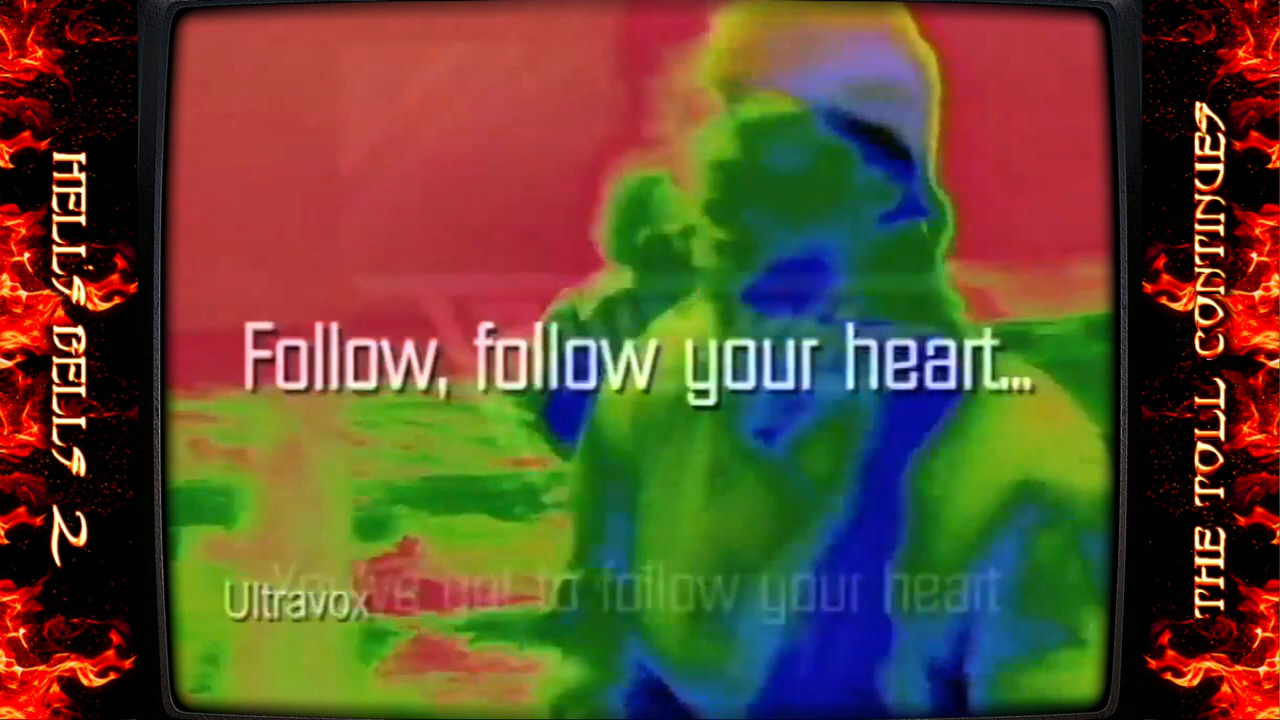 HELL'S BELLS 2
Follow, follow your heart...
You've got to follow your heart
Ultravox
THE TOLL CONTINUES